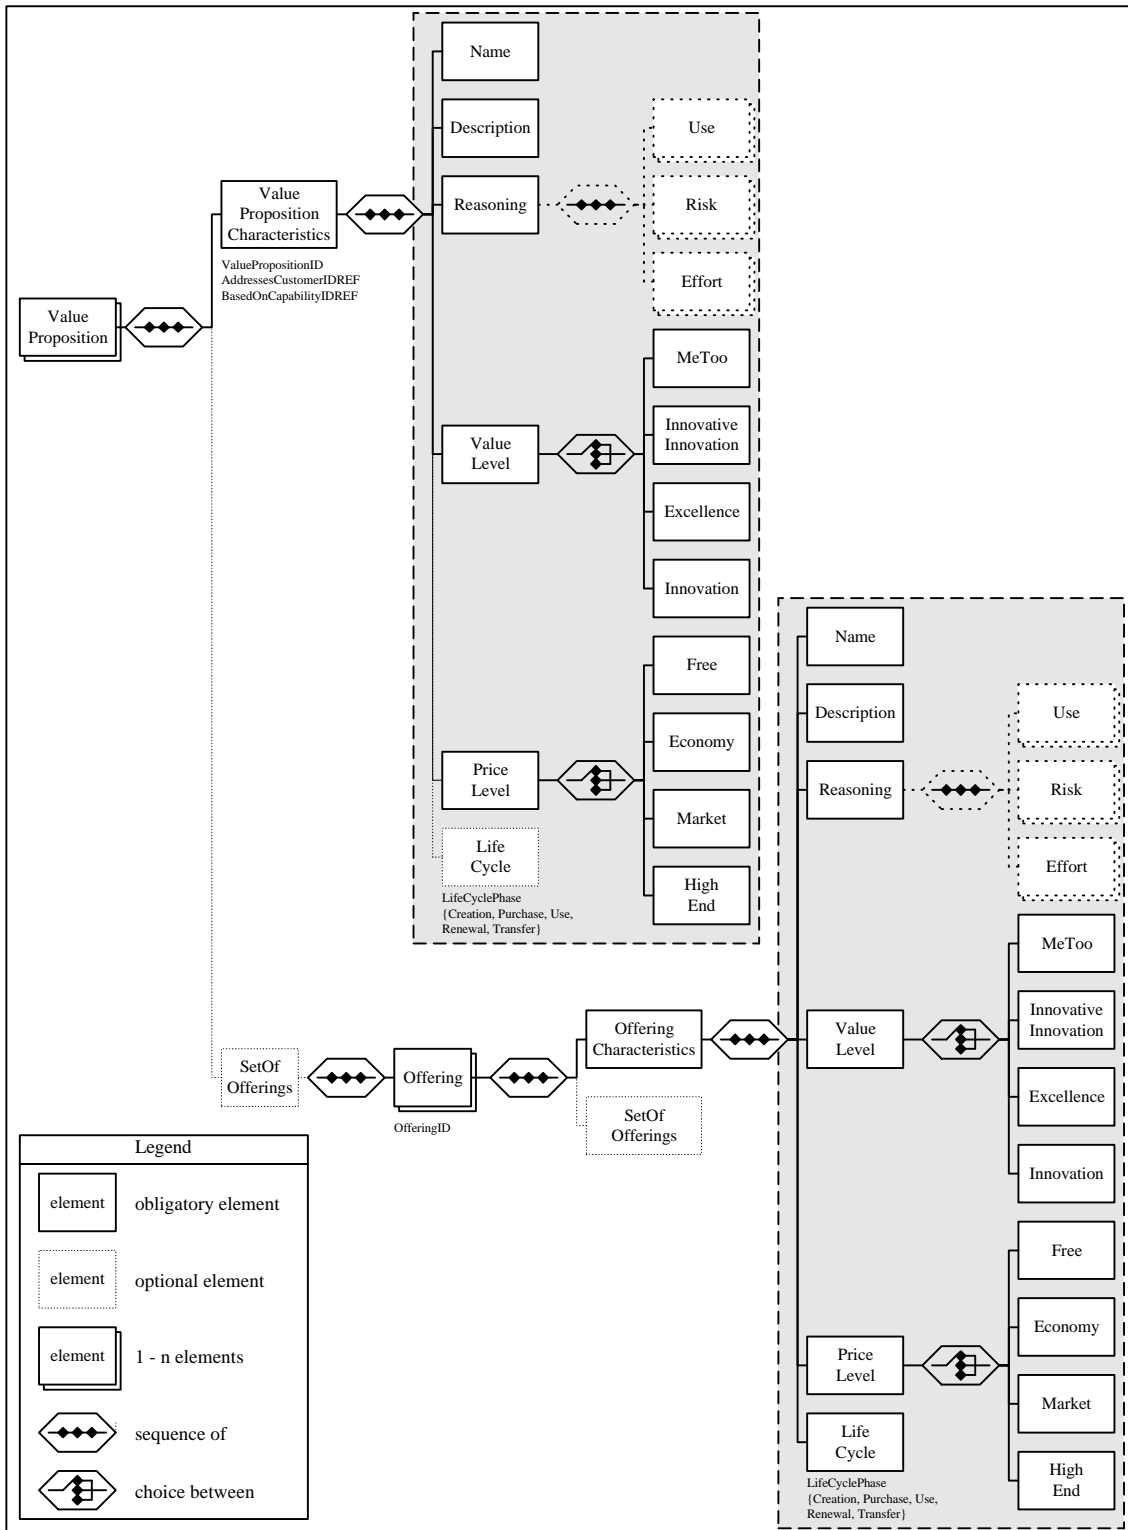 Name
Description
Reasoning
Use
Risk
Effort
Value
Proposition
Characteristics
ValuePropositionID
AddressesCustomerIDREF
BasedOnCapabilityIDREF
Value
Proposition
Value
Level
MeToo
Innovative
Innovation
Excellence
Innovation
Price
Level
Free
Economy
Market
High
End
Life
Cycle
LifeCyclePhase
{Creation, Purchase, Use,
Renewal, Transfer}
SetOf
Offerings
Offering
OfferingID
Offering
Characteristics
SetOf
Offerings
Name
Description
Reasoning
Use
Risk
Effort
Value
Level
MeToo
Innovative
Innovation
Excellence
Innovation
Price
Level
Free
Economy
Market
High
End
Life
Cycle
LifeCyclePhase
{Creation, Purchase, Use,
Renewal, Transfer}
Legend
element
obligatory element
element
optional element
element
1 - n elements
sequence of
choice between